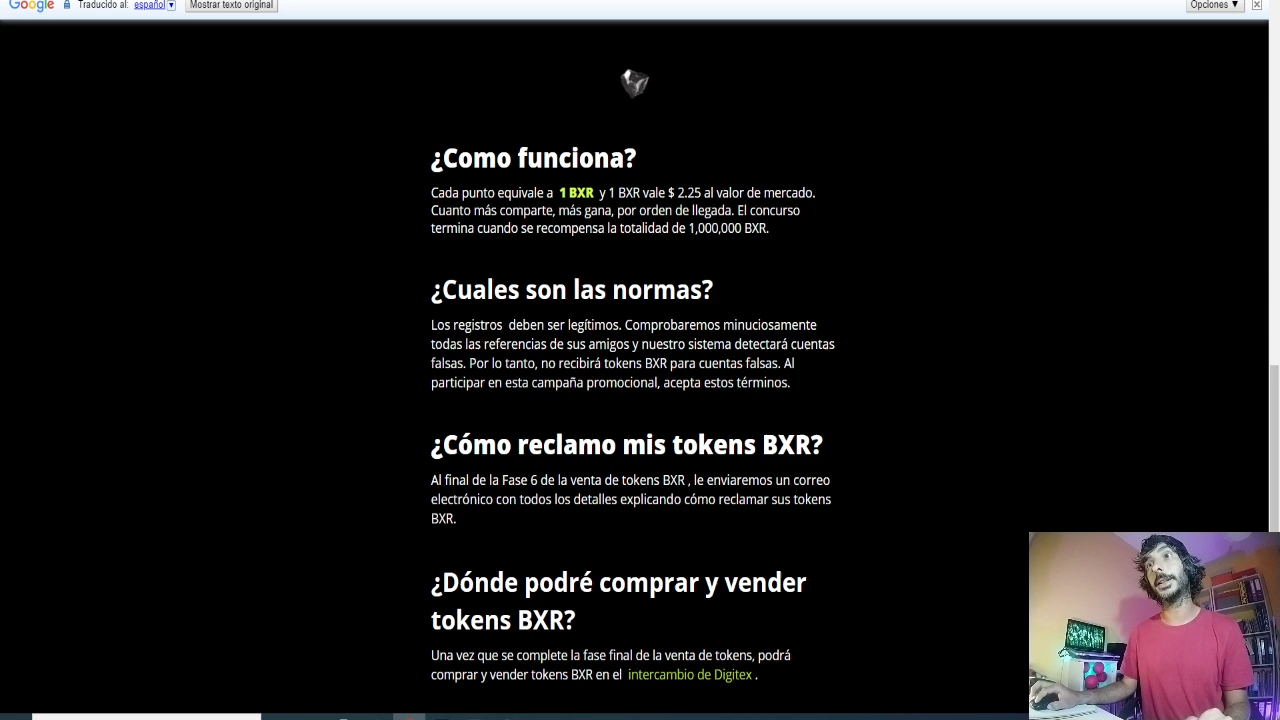 Google Traducido al: español Mostrar texto original Opciones ▼
¿Como funciona?
Cada punto equivale a 1 BXR y 1 BXR vale $ 2.25 al valor de mercado.
Cuanto más comparte, más gana, por orden de llegada. El concurso
termina cuando se recompensa la totalidad de 1,000,000 BXR.
¿Cuales son las normas?
Los registros deben ser legítimos. Comprobaremos minuciosamente
todas las referencias de sus amigos y nuestro sistema detectará cuentas
falsas. Por lo tanto, no recibirá tokens BXR para cuentas falsas. Al
participar en esta campaña promocional, acepta estos términos.
¿Cómo reclamo mis tokens BXR?
Al final de la Fase 6 de la venta de tokens BXR , le enviaremos un correo
electrónico con todos los detalles explicando cómo reclamar sus tokens
BXR.
¿Dónde podré comprar y vender
tokens BXR?
Una vez que se complete la fase final de la venta de tokens, podrá
comprar y vender tokens BXR en el intercambio de Digitex .